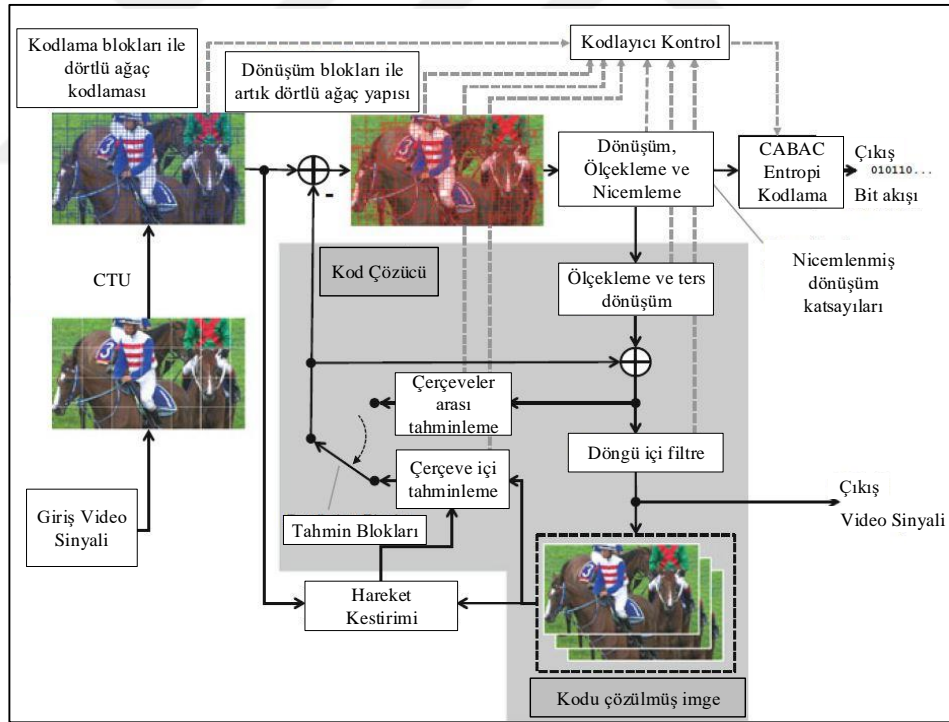 Kodlama blokları ile
dörtlü ağaç
kodlaması
Dönüşüm blokları ile
artık dörtlü ağaç yapısı
Kodlayıcı Kontrol
Dönüşüm,
Ölçekleme ve
Nicemleme
CABAC
Entropi
Kodlama
Çıkış
010110...
Bit akışı
CTU
Kod Çözücü
Ölçekleme ve ters
dönüşüm
Nicemlenmiş
dönüşüm
katsayıları
-
Çerçeveler
arası
tahminleme
Döngü içi filtre
Çerçeve içi
tahminleme
Giriş Video
Sinyali
Tahmin Blokları
Çıkış
Video Sinyali
Hareket
Kestirimi
Kodu çözülmüş imge